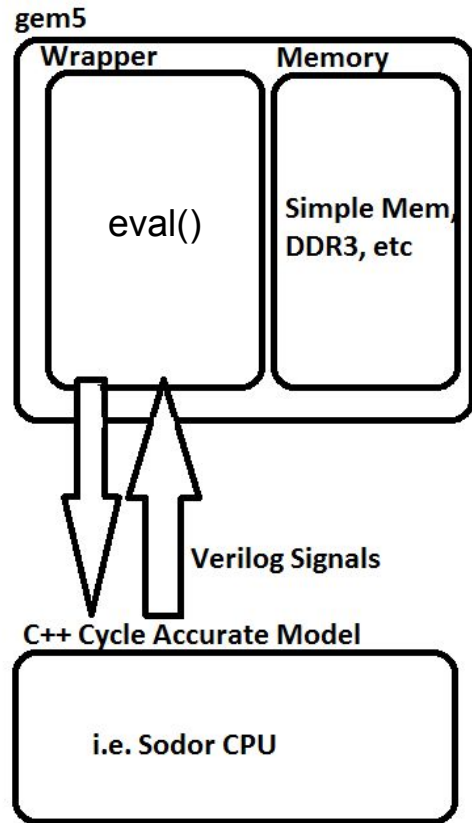 gem5
Wrapper
Memory
eval()
Simple Mem,
DDR3, etc
Verilog Signals
C++ Cycle Accurate Model
i.e. Sodor CPU